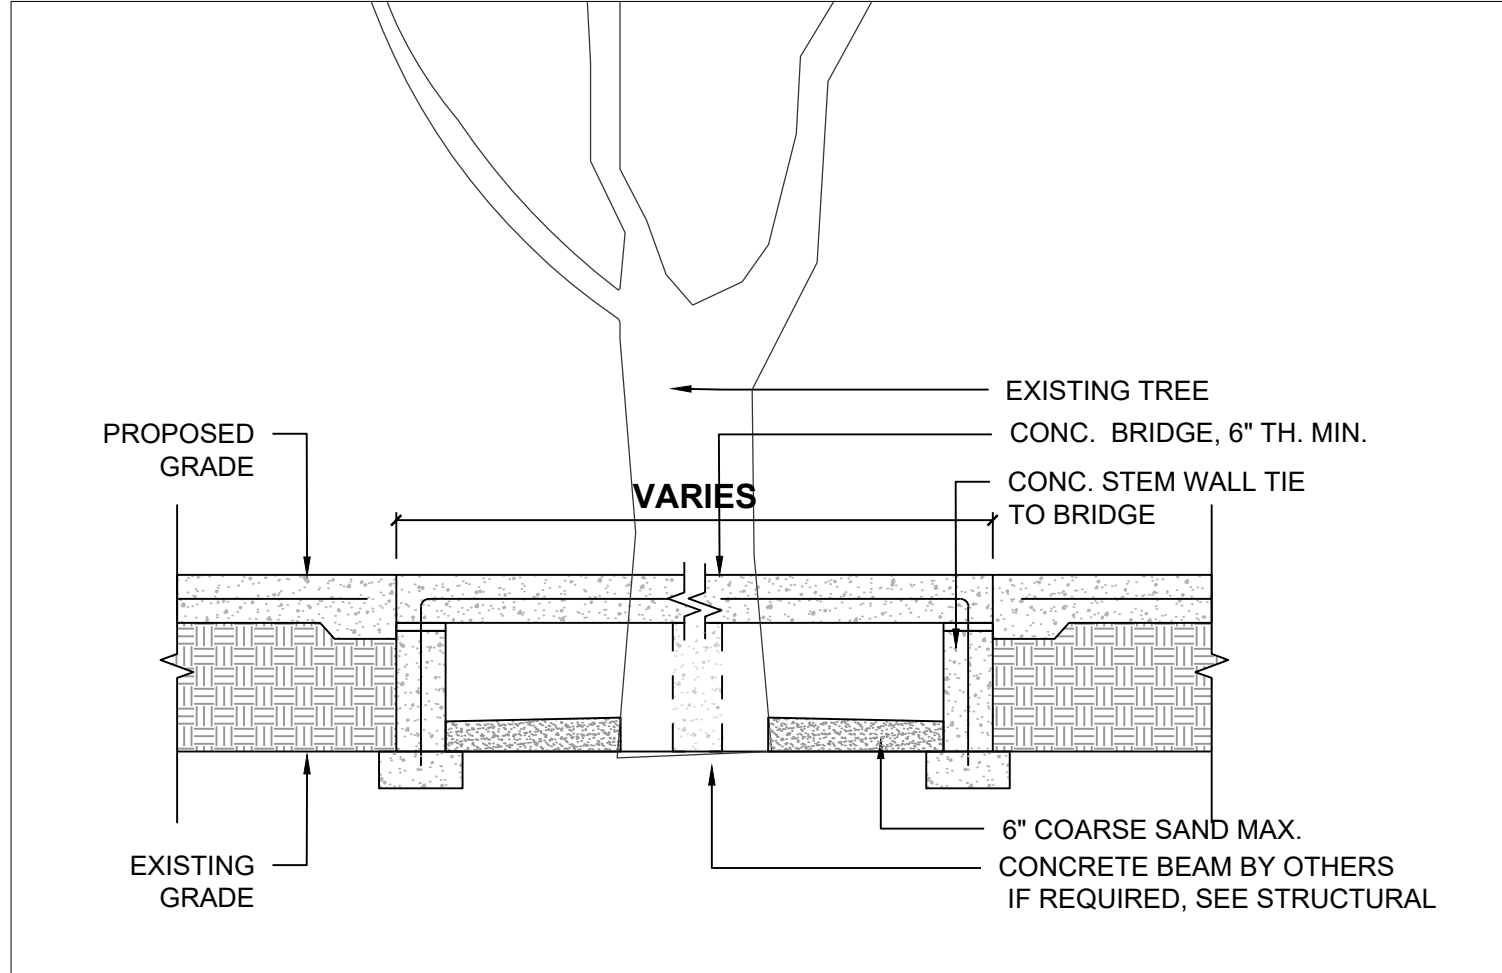 EXISTING TREE
PROPOSED
GRADE
CONC. BRIDGE, 6" TH. MIN.
CONC. STEM WALL TIE
TO BRIDGE
VARIES
6" COARSE SAND MAX.
EXISTING
GRADE
CONCRETE BEAM BY OTHERS
IF REQUIRED, SEE STRUCTURAL